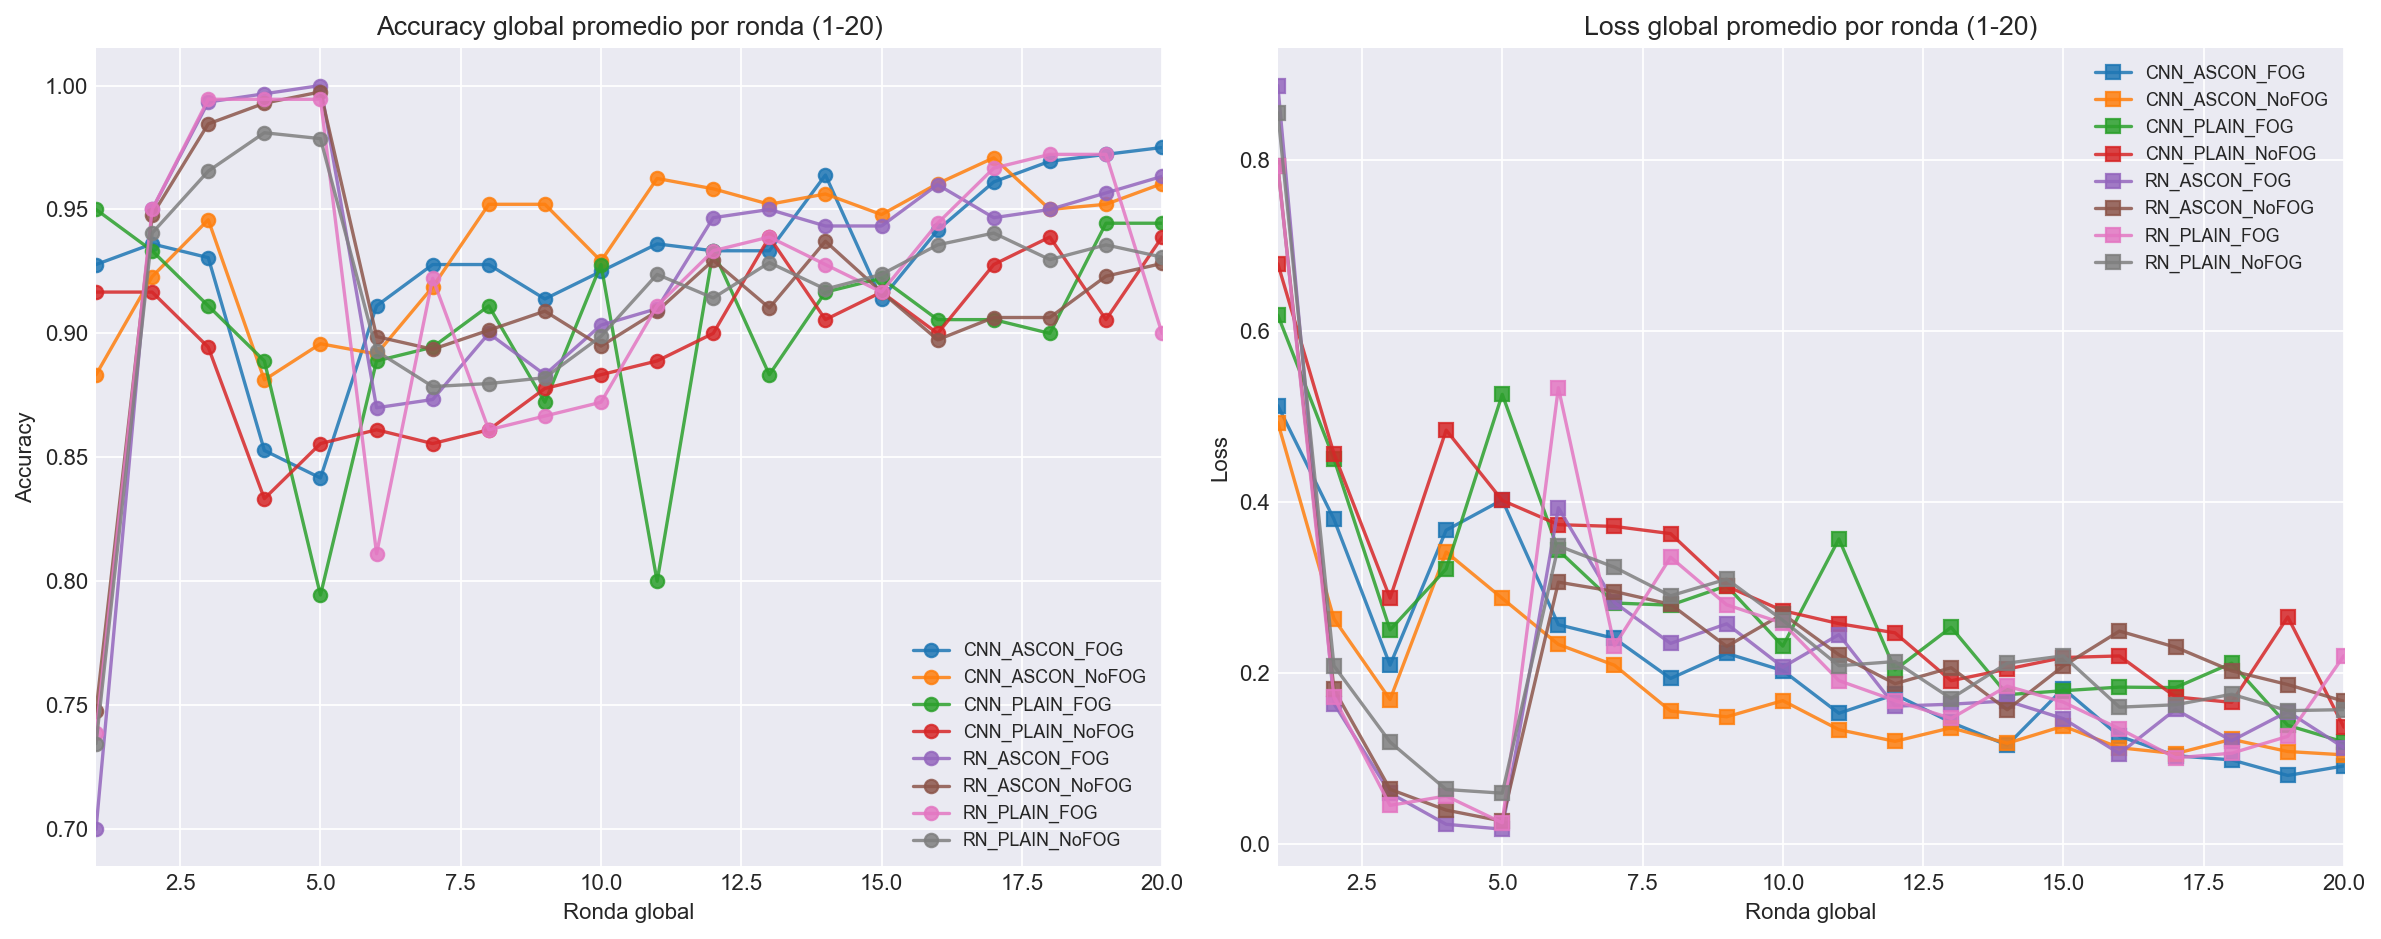 Accuracy global promedio por ronda (1-20)
1.00
0.95
0.90
0.85
0.80
0.75
0.70
Accuracy
2.5 5.0 7.5 10.0 12.5 15.0 17.5 20.0
Ronda global
CNN_ASCON_FOG
CNN_ASCON_NoFOG
CNN_PLAIN_FOG
CNN_PLAIN_NoFOG
RN_ASCON_FOG
RN_ASCON_NoFOG
RN_PLAIN_FOG
RN_PLAIN_NoFOG
Loss global promedio por ronda (1-20)
0.8
0.6
0.4
0.2
0.0
Loss
2.5 5.0 7.5 10.0 12.5 15.0 17.5 20.0
Ronda global
CNN_ASCON_FOG
CNN_ASCON_NoFOG
CNN_PLAIN_FOG
CNN_PLAIN_NoFOG
RN_ASCON_FOG
RN_ASCON_NoFOG
RN_PLAIN_FOG
RN_PLAIN_NoFOG